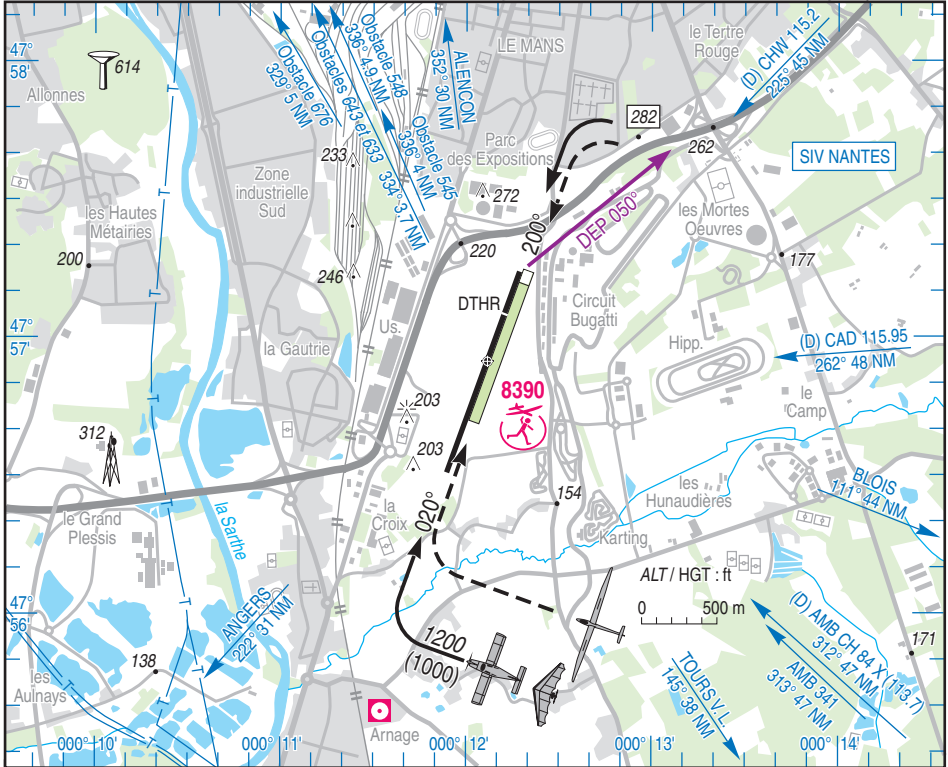 47°
58'
614
Allonnes
Obstacle 676
329° 5 NM
Obstacles 643 et 633
334° 3.7 NM
Obstacle 548
336° 4.9 NM
Obstacle 545
336° 4 NM
ALENCON
352° 30 NM
LE MANS
le Tertre
Rouge
(D) CHW 115.2
225° 45 NM
282
262
SIV NANTES
Parc
des Expositions
233
272
Zone
industrielle
Sud
les Hautes
Métairies
200
246
220
200°
DEP 050°
les Mortes
Oeuvres
177
DTHR
Circuit
Bugatti
47°
57'
Us.
la Gautrie
Hipp.
(D) CAD 115.95
262° 48 NM
8390
203
203
le
Camp
312
BLOIS
111° 44 NM
les
Hunaudières
154
la
Croix
020°
le Grand
Plessis
la Sarthe
Karting
ALT / HGT : ft
0 500 m
47°
56'
ANGERS
222° 31 NM
1200
(1000)
(D) AMB CH 84 X (113.7)
312° 47 NM
AMB 341
313° 47 NM
171
138
les
Aulnays
TOURS V.L.
145° 38 NM
Arnage
000° 10'
000° 11'
000° 12'
000° 13'
000° 14'
T
T
T
T
T
T
T